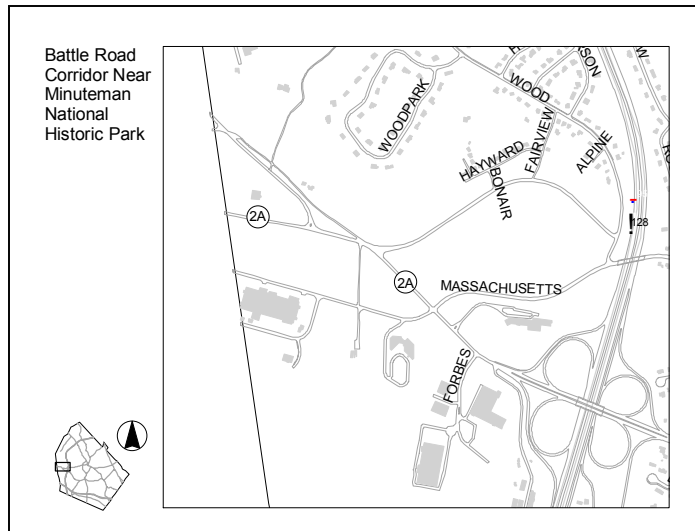 Battle Road
Corridor Near
Minuteman
National
Historic Park
WOODPARK
WOOD
HAYWARD
FAIRVIEW
BONAIR
ALPINE
128
2A
2A
MASSACHUSETTS
FORBES